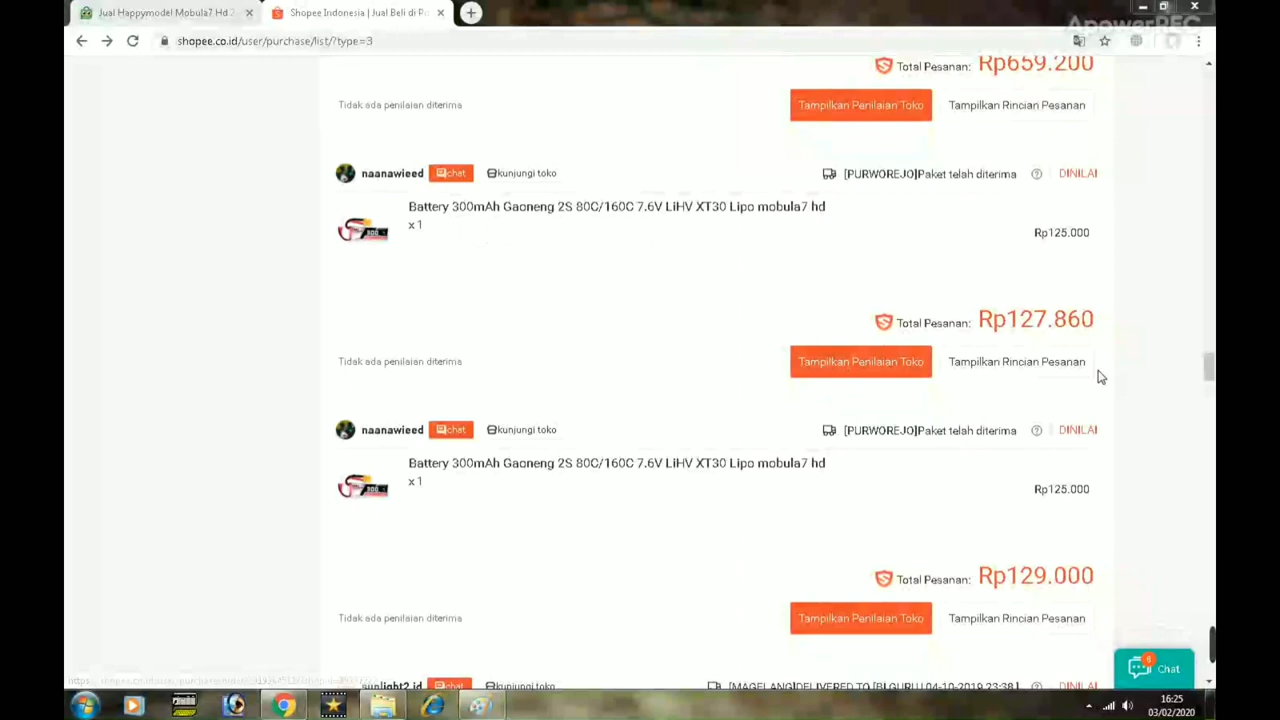 Jual Happymodel Mobula7 Hd 2
Shopee Indonesia | Jual Beli di Po
ApowerREC
shopee.co.id/user/purchase/list/?type=3
Total Pesanan: Rp659.200
Tidak ada penilaian diterima
Tampilkan Penilaian Toko
Tampilkan Rincian Pesanan
naanawieed
chat
kunjungi toko
[PURWOREJO]Paket telah diterima
DINILAI
Battery 300mAh Gaoneng 2S 80C/160C 7.6V LiHV XT30 Lipo mobula7 hd
x 1
Rp125.000
Total Pesanan: Rp127.860
Tidak ada penilaian diterima
Tampilkan Penilaian Toko
Tampilkan Rincian Pesanan
naanawieed
chat
kunjungi toko
[PURWOREJO]Paket telah diterima
DINILAI
Battery 300mAh Gaoneng 2S 80C/160C 7.6V LiHV XT30 Lipo mobula7 hd
x 1
Rp125.000
Total Pesanan: Rp129.000
Tidak ada penilaian diterima
Tampilkan Penilaian Toko
Tampilkan Rincian Pesanan
Chat
chat
kunjungi toko
DINILAI
16:25
03/02/2020